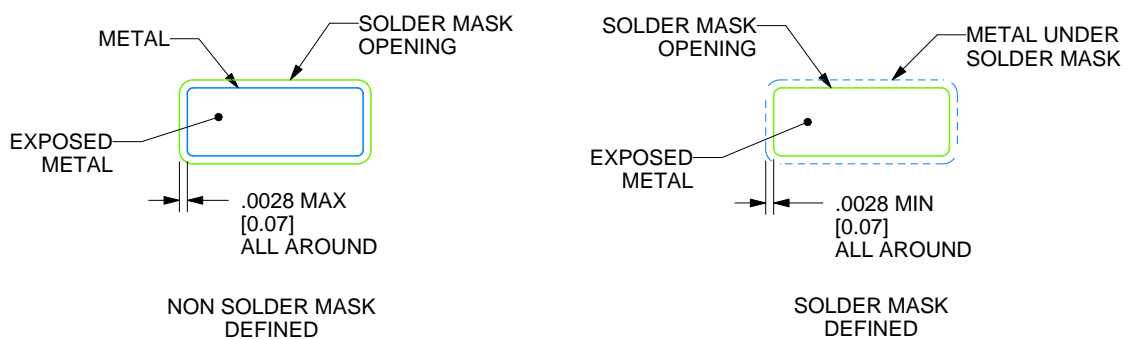 METAL
SOLDER MASK
OPENING
EXPOSED
METAL
.0028 MAX
[0.07]
ALL AROUND
NON SOLDER MASK
DEFINED
SOLDER MASK
OPENING
METAL UNDER
SOLDER MASK
EXPOSED
METAL
.0028 MIN
[0.07]
ALL AROUND
SOLDER MASK
DEFINED